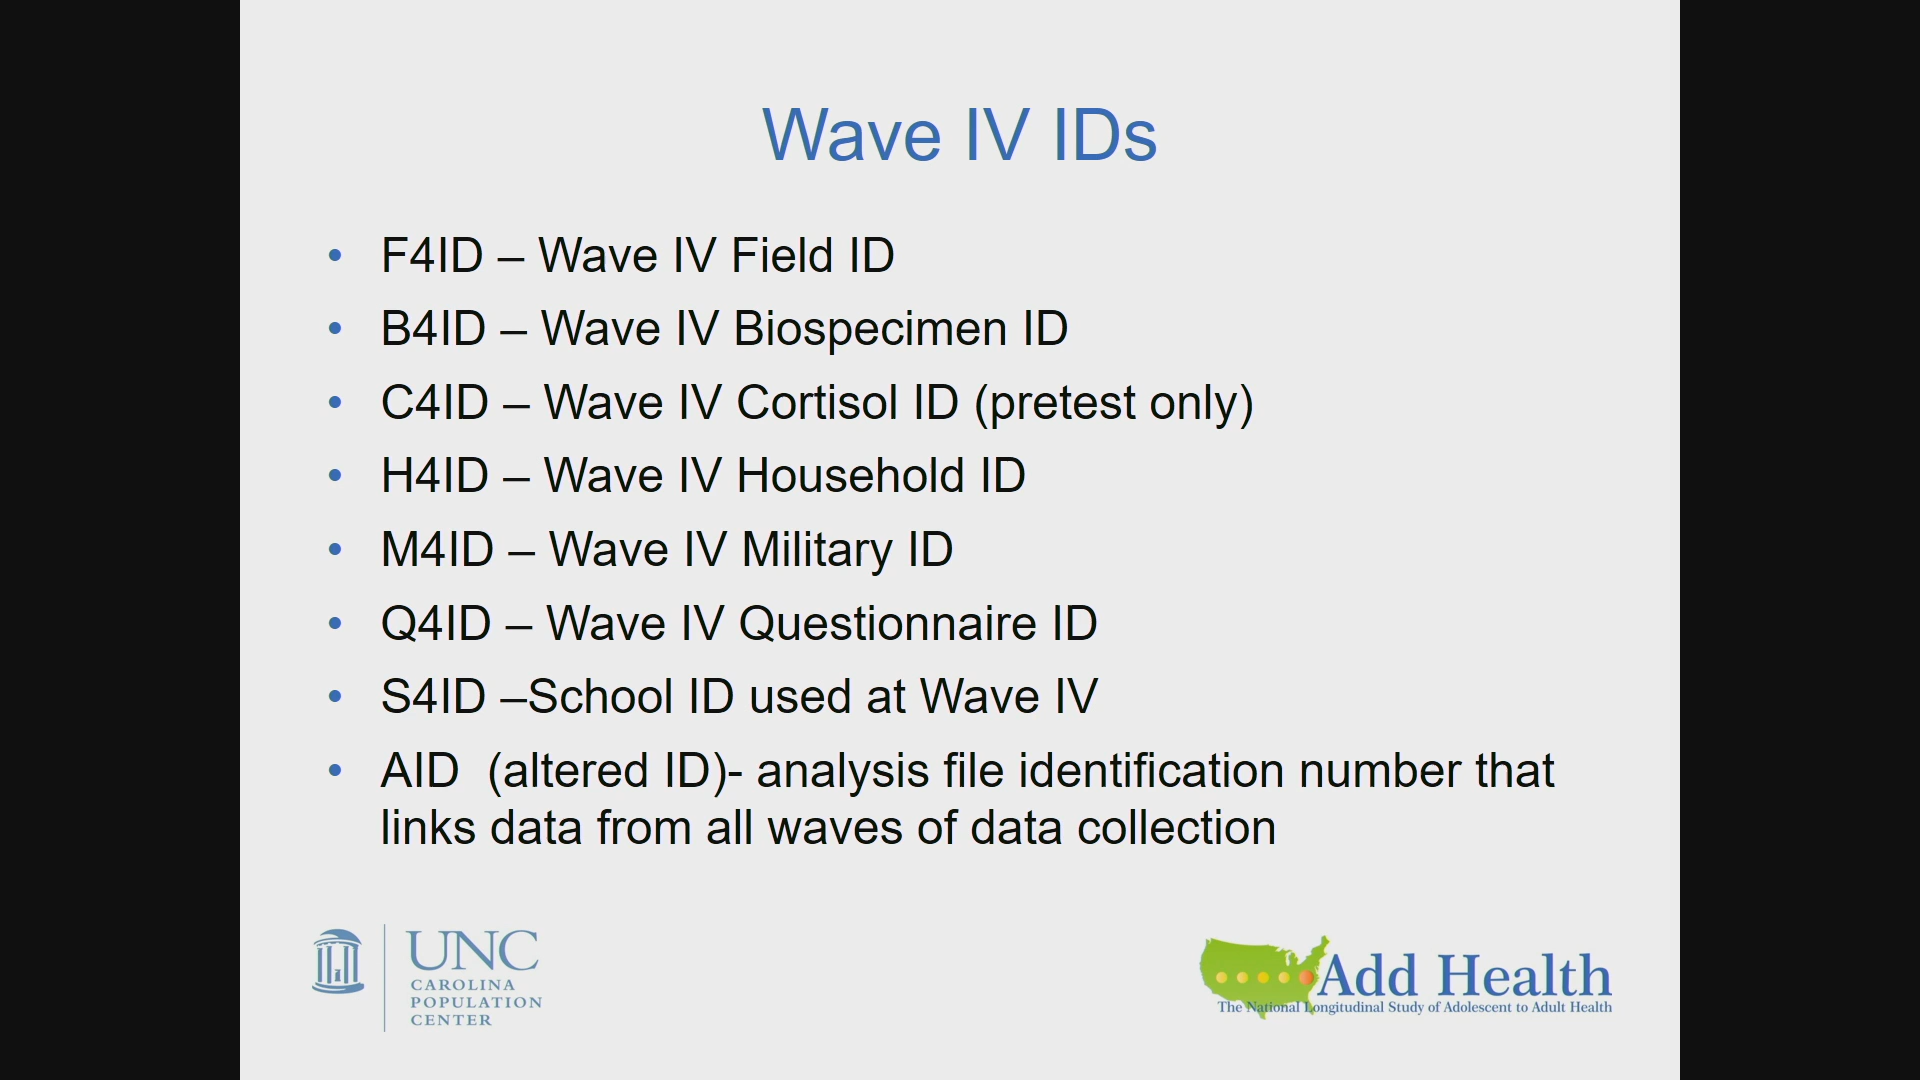 Wave IV IDs
• F4ID – Wave IV Field ID
• B4ID – Wave IV Biospecimen ID
• C4ID – Wave IV Cortisol ID (pretest only)
• H4ID – Wave IV Household ID
• M4ID – Wave IV Military ID
• Q4ID – Wave IV Questionnaire ID
• S4ID –School ID used at Wave IV
• AID  (altered ID)- analysis file identification number that
links data from all waves of data collection
UNC
CAROLINA
POPULATION
CENTER
Add Health
The National Longitudinal Study of Adolescent to Adult Health